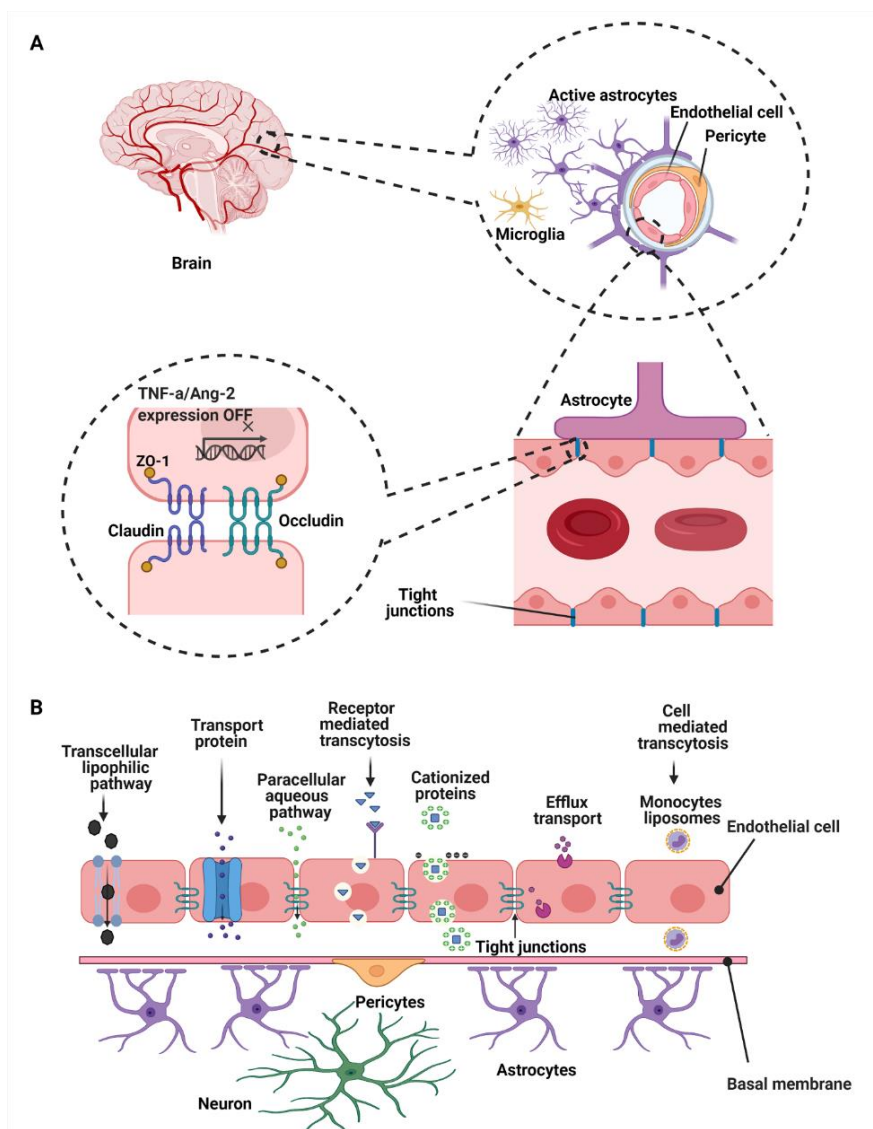 A
Active astrocytes
Endothelial cell
Pericyte
Microglia
Brain
TNF-a/Ang-2
expression OFF
ZO-1
Claudin
Occludin
Astrocyte
Tight
junctions
B
Transcellular
lipophilic
pathway
Transport
protein
Paracellular
aqueous
pathway
Receptor
mediated
transcytosis
Cationized
proteins
Efflux
transport
Cell
mediated
transcytosis
Monocytes
liposomes
Endothelial cell
Tight junctions
Pericytes
Neuron
Astrocytes
Basal membrane